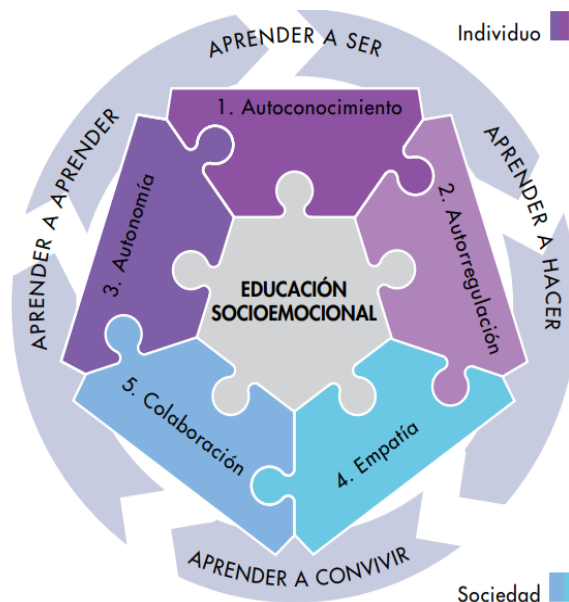 APRENDER A SER
Individuo
1. Autoconocimiento
APRENDER A APRENDER
APRENDER A HACER
3. Autonomía
2. Autorregulación
EDUCACIÓN
SOCIOEMOCIONAL
5. Colaboración
4. Empatía
APRENDER A CONVIVIR
Sociedad